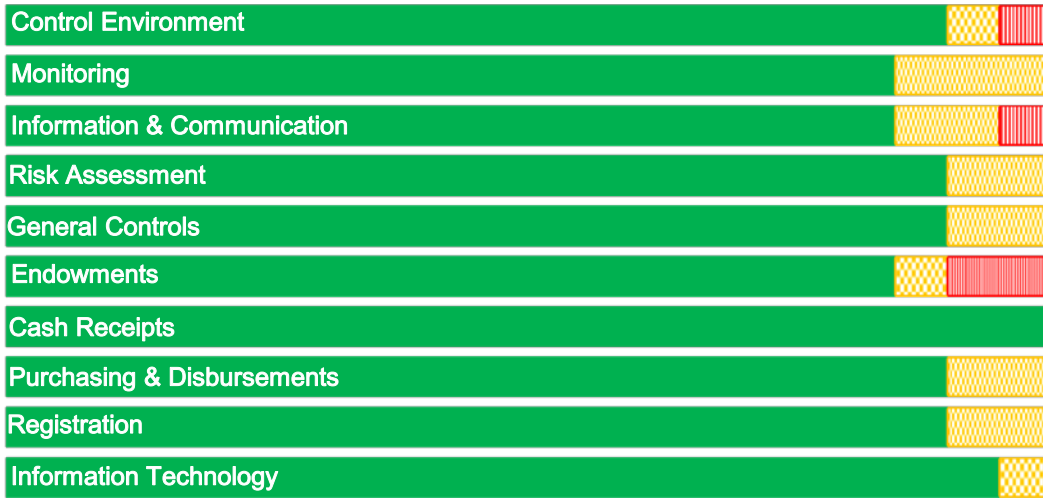 Control Environment
Monitoring
Information & Communication
Risk Assessment
General Controls
Endowments
Cash Receipts
Purchasing & Disbursements
Registration
Information Technology